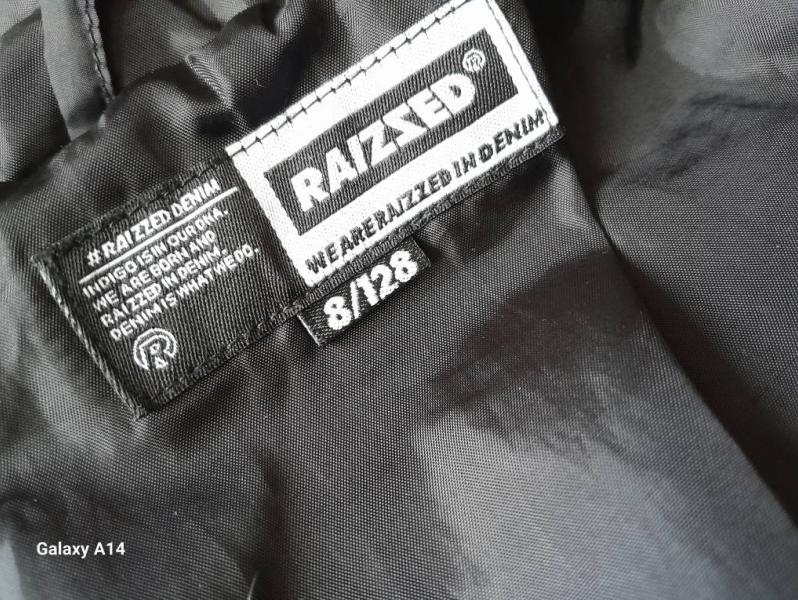 #RAIZZED DENIM
INDIGO IS IN OUR DNA.
WE ARE BORN AND
RAIZZED IN DENIM.
DENIM IS WHAT WE DO.
R
RAIZZED®
WE ARE RAIZZED IN DENIM
8/128
Galaxy A14